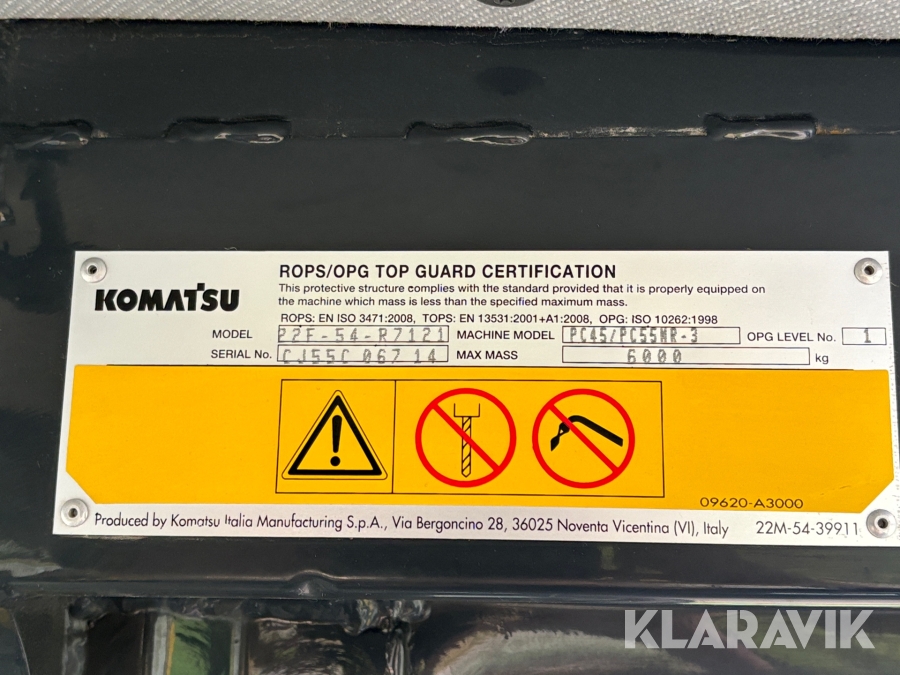 KOMATSU
ROPS/OPG TOP GUARD CERTIFICATION
This protective structure complies with the standard provided that it is properly equipped on
the machine which mass is less than the specified maximum mass.
ROPS: EN ISO 3471:2008, TOPS: EN 13531:2001+A1:2008, OPG: ISO 10262:1998
MODEL 22F-54-R7121 MACHINE MODEL PC45/PC55MR-3 OPG LEVEL No. 1
SERIAL No. CJ55C 067 14 MAX MASS 6000 kg
09620-A3000
Produced by Komatsu Italia Manufacturing S.p.A., Via Bergoncino 28, 36025 Noventa Vicentina (VI), Italy 22M-54-39911
KLARAVIK